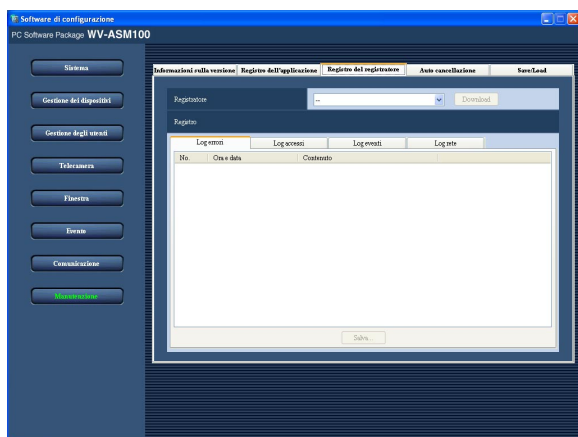 Software di configurazione
PC Software Package WV-ASM100
Sistema
Gestione dei dispositivi
Gestione degli utenti
Telecamera
Finestra
Evento
Comunicazione
Manutenzione
Informazioni sulla versione
Registro dell'applicazione
Registro del registratore
Auto cancellazione
Save/Load
Registratore
--
Download
Registro
Log errori
Log accessi
Log eventi
Log rete
No.
Ora e data
Contenuto
Salva...